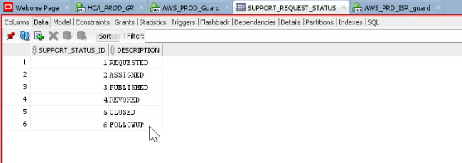 Welcome Page HCA_PROD_GR AWS_PROD_Guard SUPPORT_REQUEST_STATUS AWS_PRD_ISR_guard
Columns Data Model Constraints Grants Statistics Triggers Flashback Dependencies Details Partitions Indexes SQL
Sort Filter:
SUPPORT_STATUS_ID DESCRIPTION
1 1 REQUESTED
2 2 ASSIGNED
3 3 PUBLISHED
4 4 REVOKED
5 5 CLOSED
6 6 FOLLOWUP